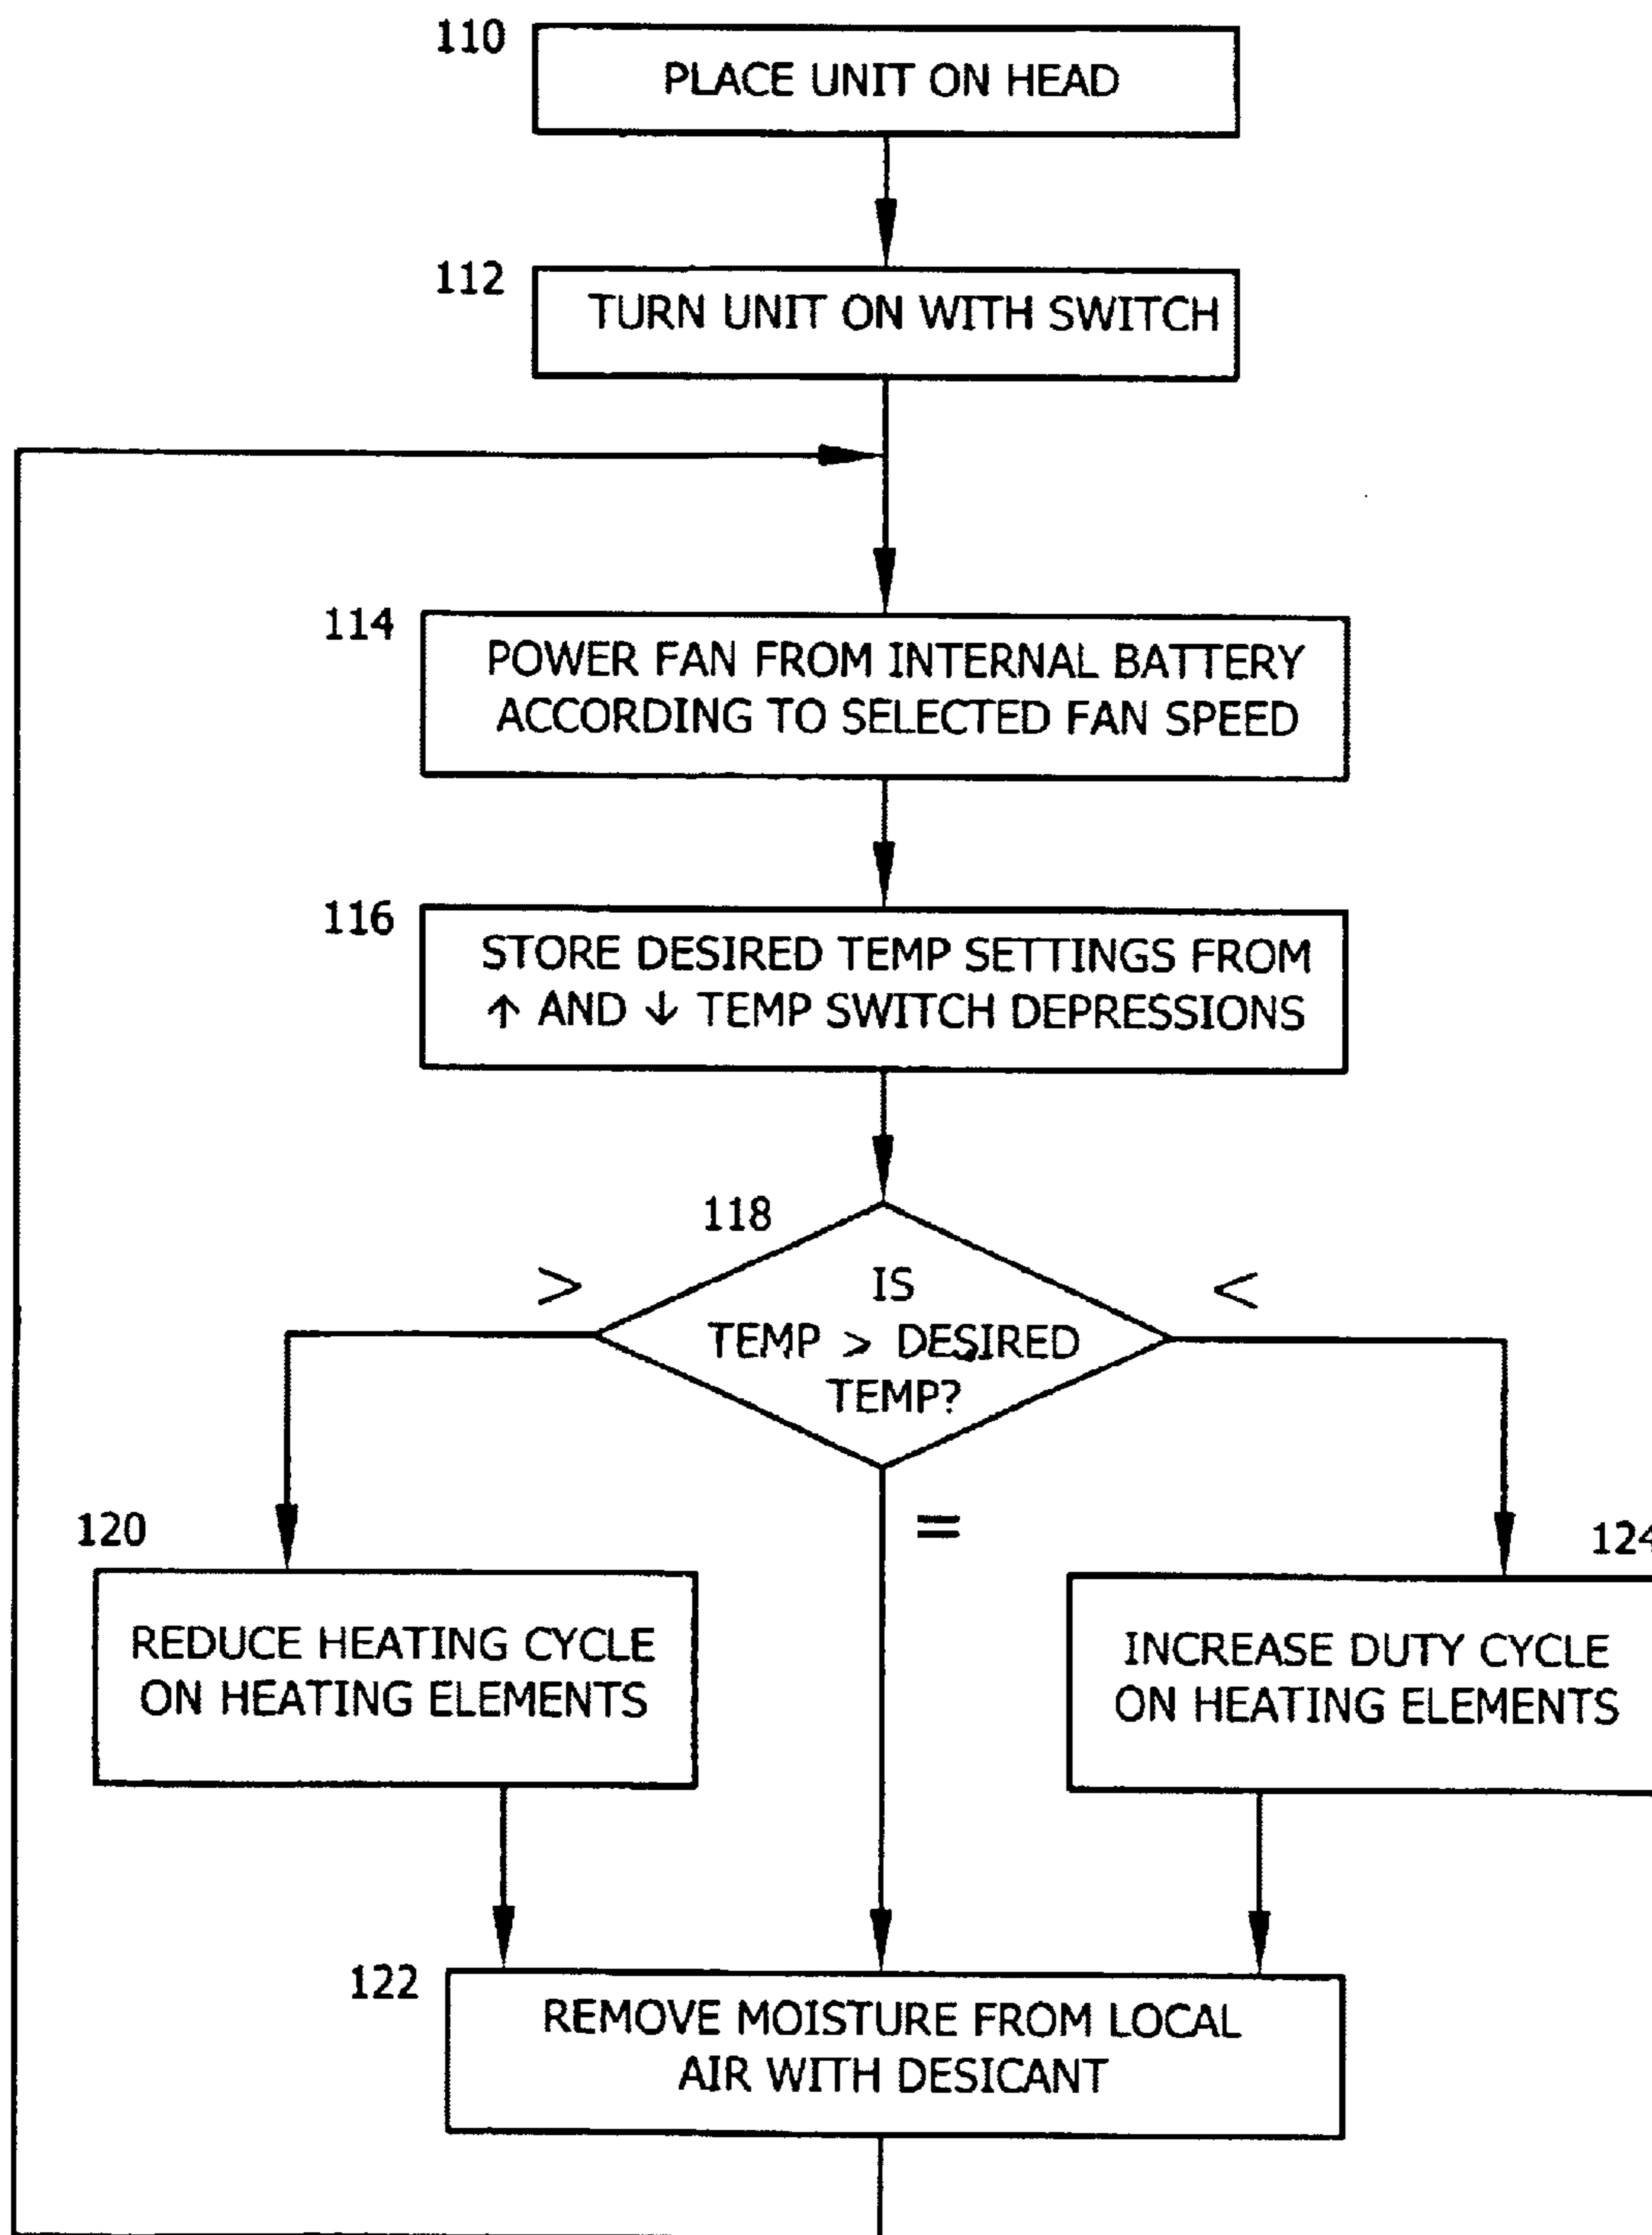 110
PLACE UNIT ON HEAD
112
TURN UNIT ON WITH SWITCH
114
POWER FAN FROM INTERNAL BATTERY
ACCORDING TO SELECTED FAN SPEED
116
STORE DESIRED TEMP SETTINGS FROM
↑ AND ↓ TEMP SWITCH DEPRESSIONS
118
>
<
IS
TEMP > DESIRED
TEMP?
=
120
REDUCE HEATING CYCLE
ON HEATING ELEMENTS
124
INCREASE DUTY CYCLE
ON HEATING ELEMENTS
122
REMOVE MOISTURE FROM LOCAL
AIR WITH DESICANT